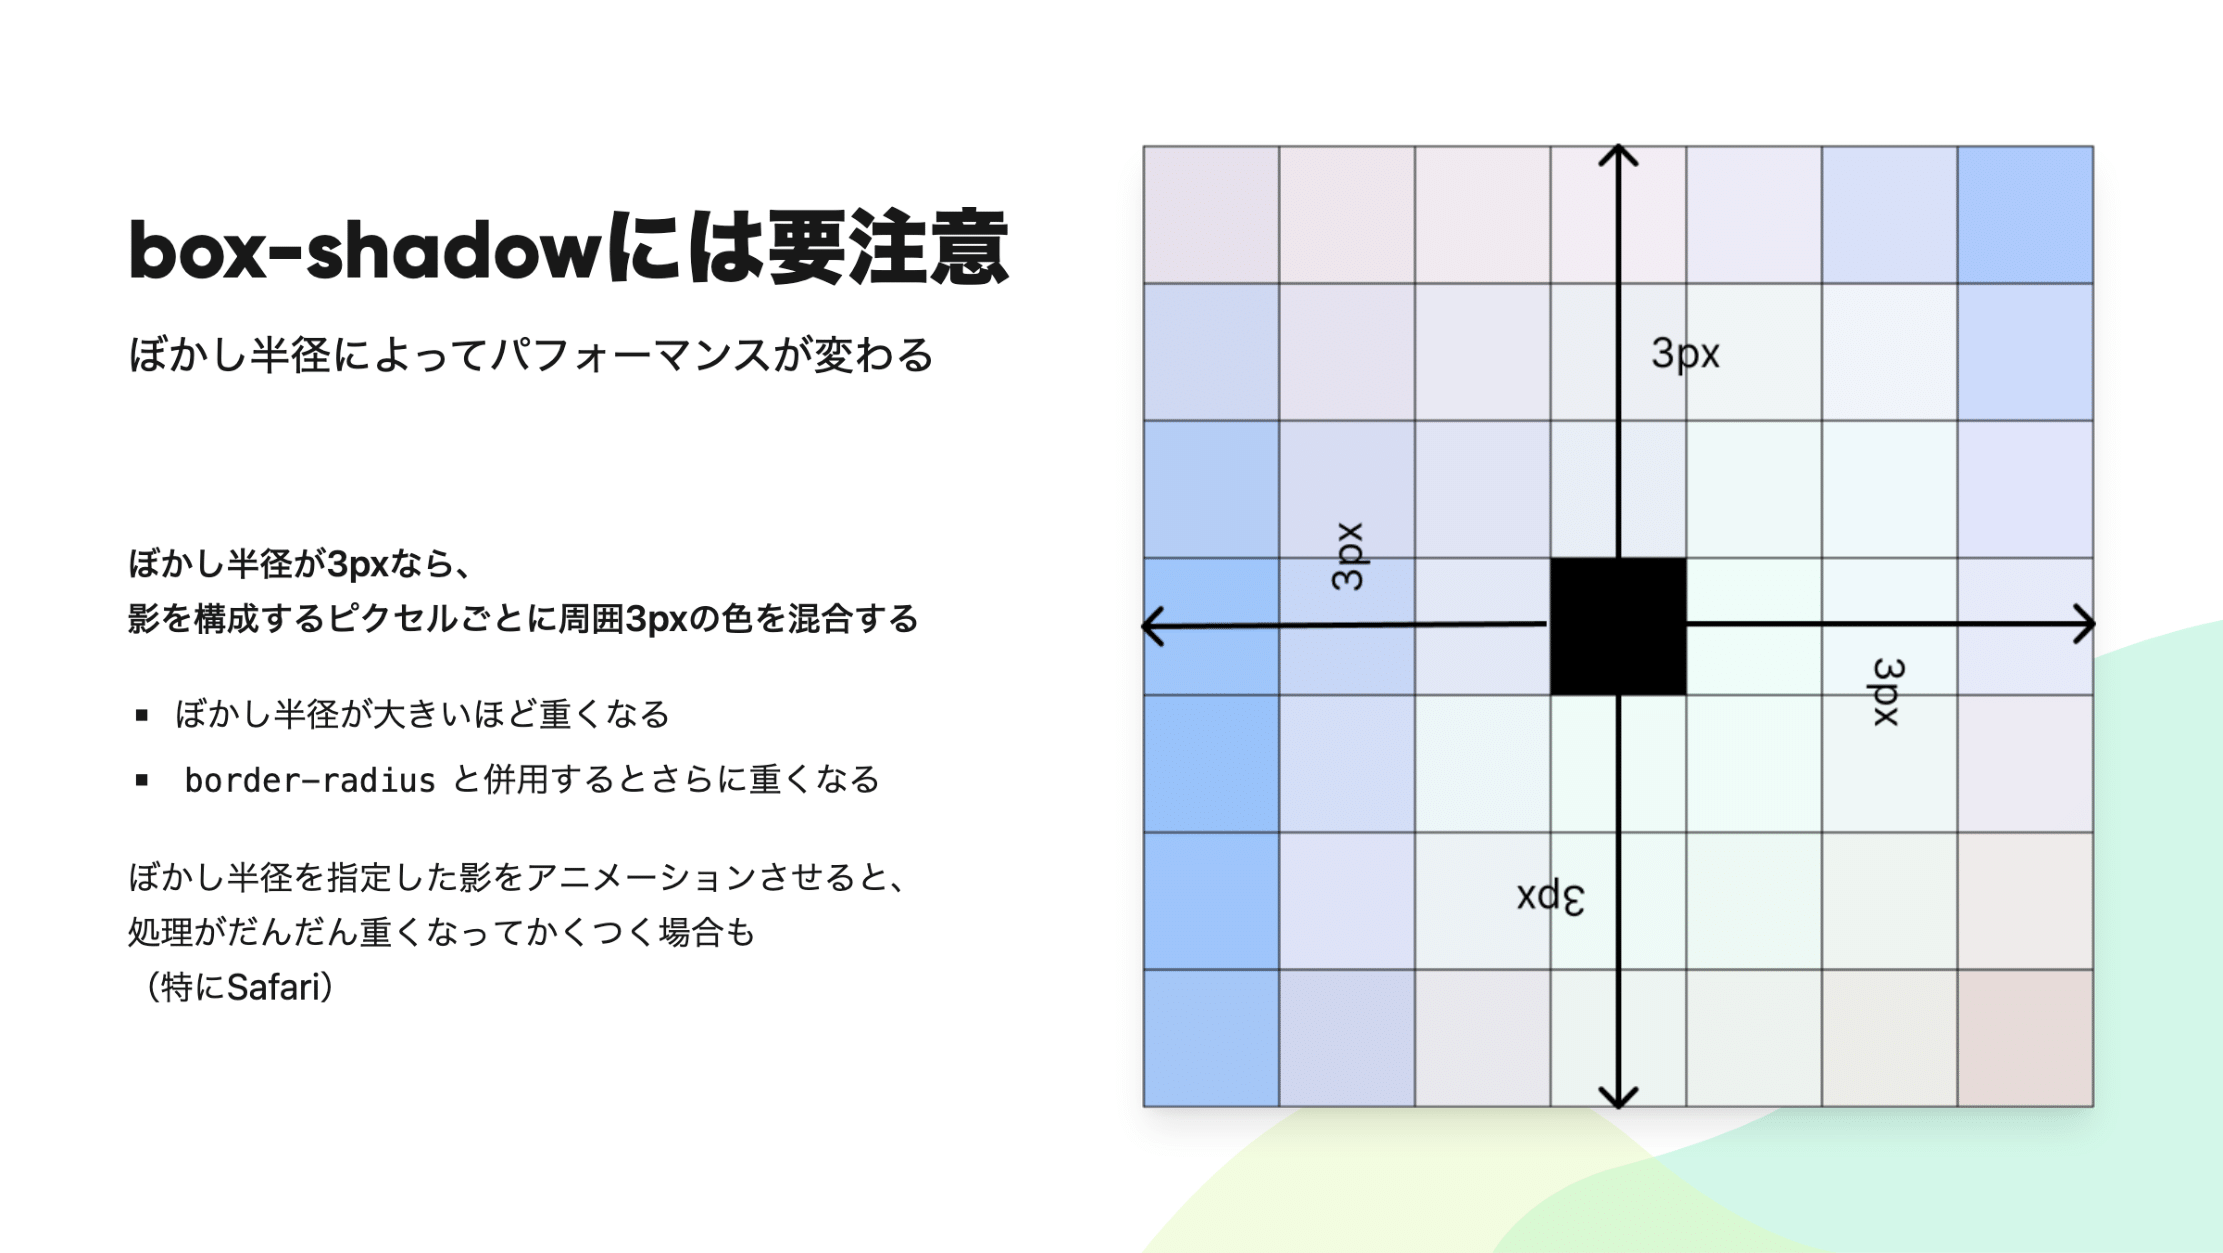 box-shadowには要注意
ぼかし半径によってパフォーマンスが変わる
ぼかし半径が3pxなら、
影を構成するピクセルごとに周囲3pxの色を混合する
▪ ぼかし半径が大きいほど重くなる
▪ border-radius と併用するとさらに重くなる
ぼかし半径を指定した影をアニメーションさせると、
処理がだんだん重くなってかくつく場合も
（特にSafari）
3px
3px
3px
3px